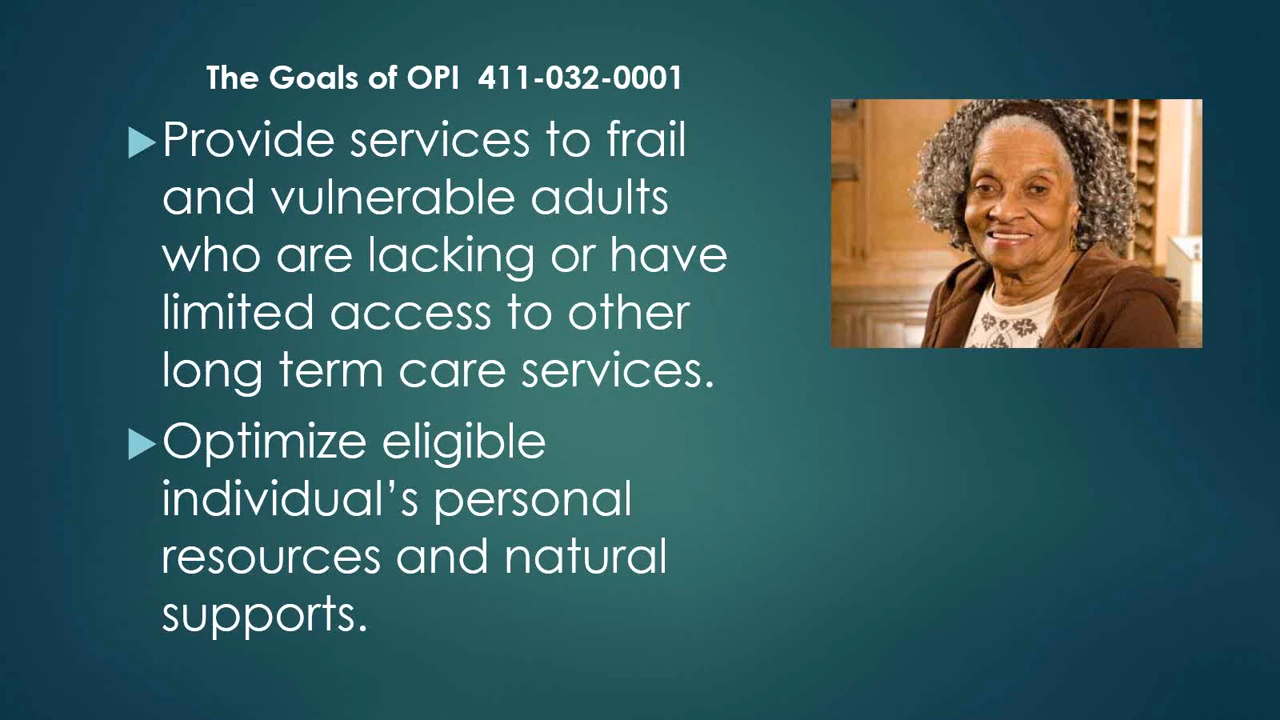 The Goals of OPI  411-032-0001
Provide services to frail
and vulnerable adults
who are lacking or have
limited access to other
long term care services.
Optimize eligible
individual’s personal
resources and natural
supports.